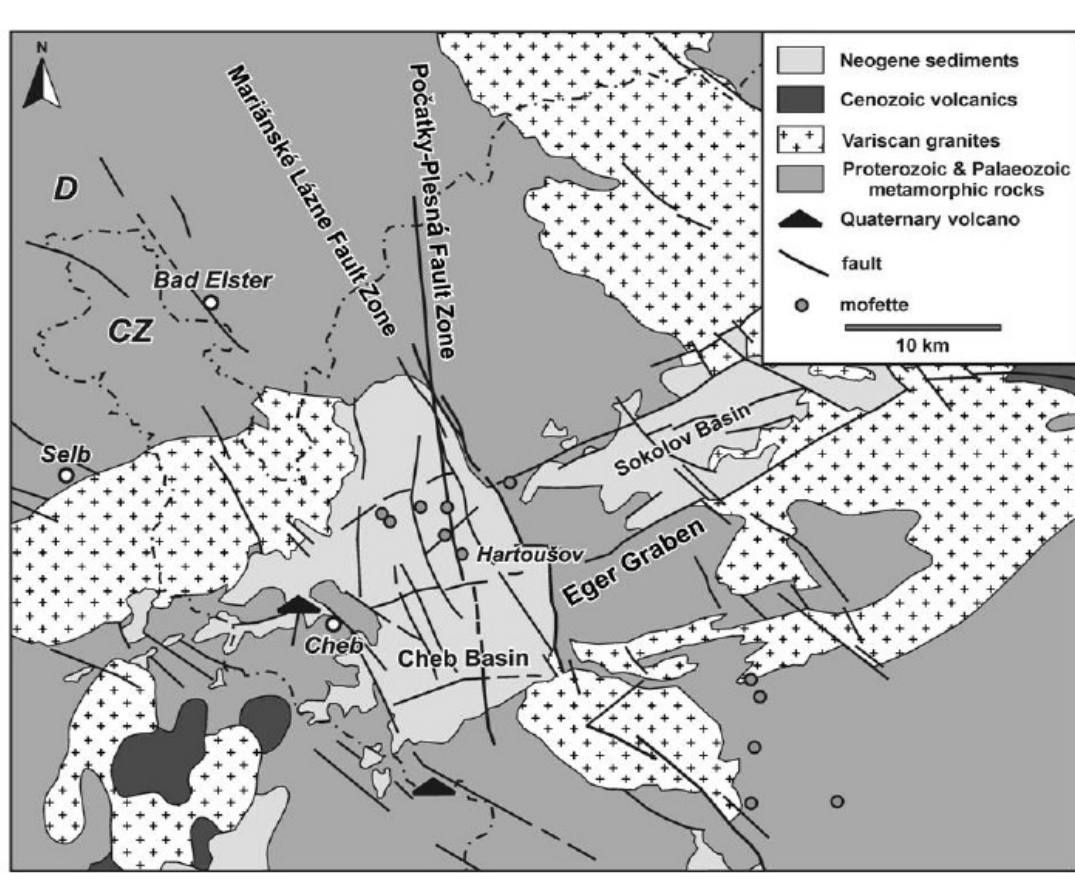 N
Neogene sediments
Cenozoic volcanics
Variscan granites
Proterozoic & Palaeozoic
metamorphic rocks
Quaternary volcano
fault
mofette
10 km
Mariánské Lázne Fault Zone
Počatky-Plesná Fault Zone
D
Bad Elster
CZ
Selb
Sokolov Basin
Hartoušov
Eger Graben
Cheb
Cheb Basin